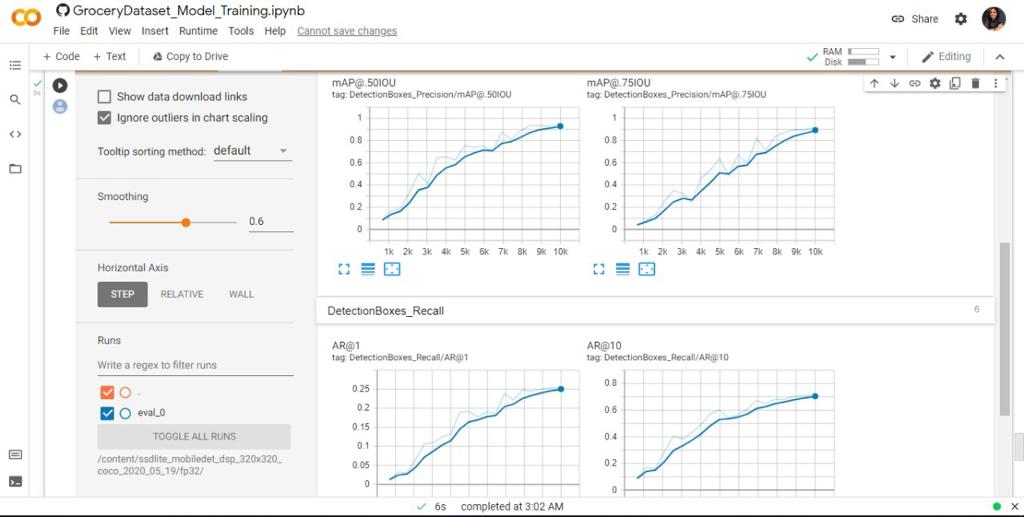 GroceryDataset_Model_Training.ipynb
File Edit View Insert Runtime Tools Help Cannot save changes
Share
+ Code + Text Copy to Drive
RAM
Disk
Editing
6s
Show data download links
Ignore outliers in chart scaling
Tooltip sorting method: default
Smoothing
0.6
Horizontal Axis
STEP RELATIVE WALL
Runs
Write a regex to filter runs
.
eval_0
TOGGLE ALL RUNS
/content/ssdlite_mobiledet_dsp_320x320_
coco_2020_05_19/fp32/
mAP@.50IOU
tag: DetectionBoxes_Precision/mAP@.50IOU
1
0.8
0.6
0.4
0.2
0
1k 2k 3k 4k 5k 6k 7k 8k 9k 10k
mAP@.75IOU
tag: DetectionBoxes_Precision/mAP@.75IOU
1
0.8
0.6
0.4
0.2
0
1k 2k 3k 4k 5k 6k 7k 8k 9k 10k
DetectionBoxes_Recall 6
AR@1
tag: DetectionBoxes_Recall/AR@1
0.25
0.2
0.15
0.1
0.05
0
AR@10
tag: DetectionBoxes_Recall/AR@10
0.8
0.6
0.4
0.2
0
6s completed at 3:02 AM